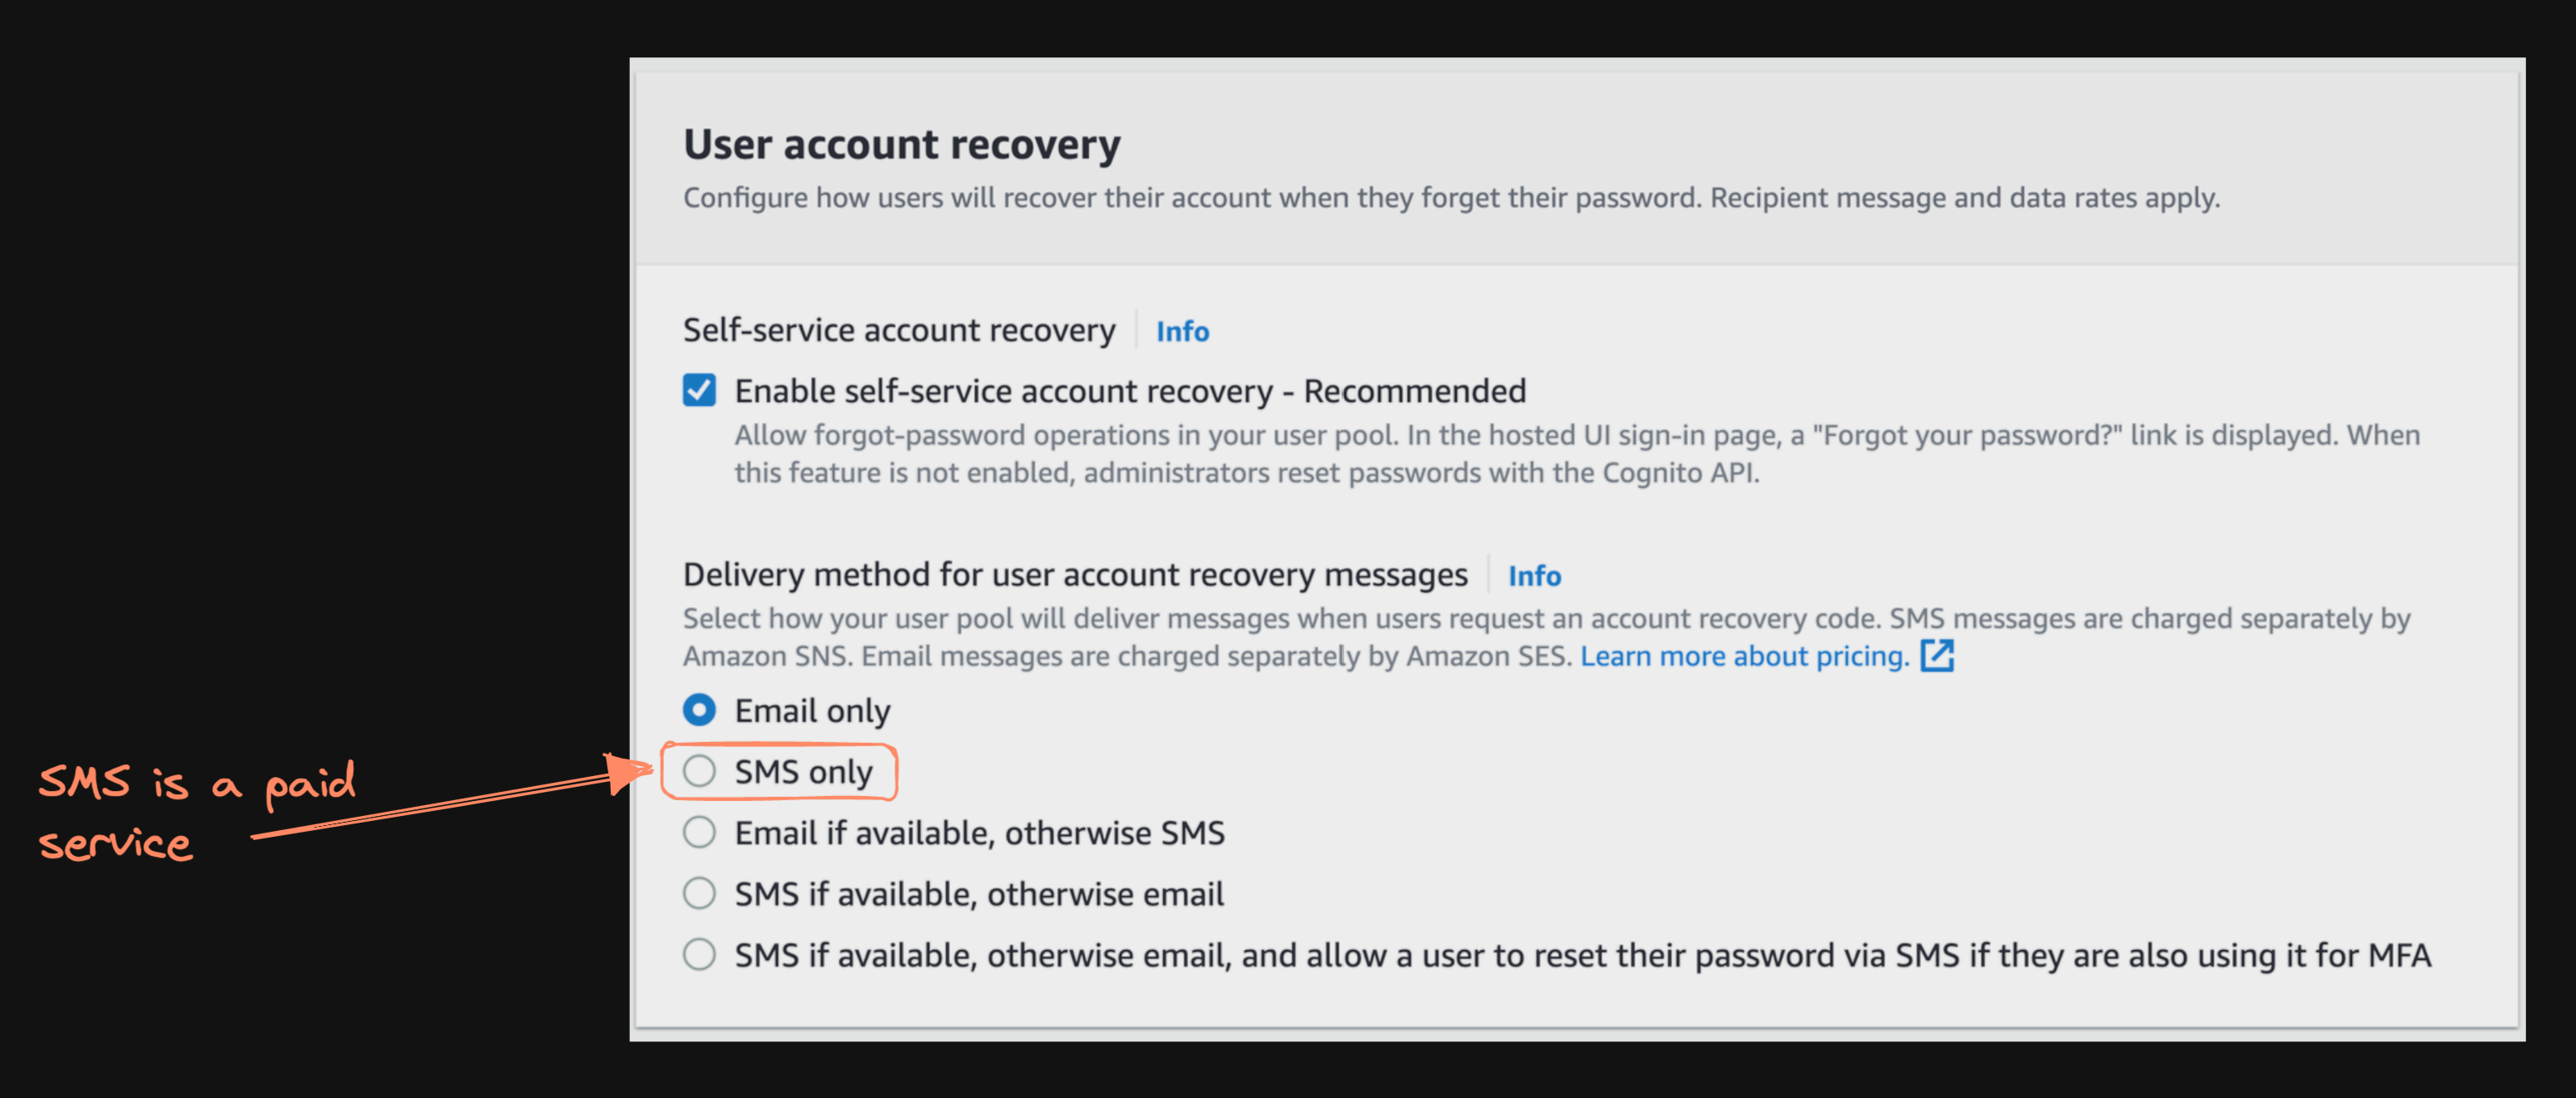 User account recovery
Configure how users will recover their account when they forget their password. Recipient message and data rates apply.
Self-service account recovery Info
Enable self-service account recovery - Recommended
Allow forgot-password operations in your user pool. In the hosted UI sign-in page, a "Forgot your password?" link is displayed. When
this feature is not enabled, administrators reset passwords with the Cognito API.
Delivery method for user account recovery messages Info
Select how your user pool will deliver messages when users request an account recovery code. SMS messages are charged separately by
Amazon SNS. Email messages are charged separately by Amazon SES. Learn more about pricing.
Email only
SMS only
Email if available, otherwise SMS
SMS if available, otherwise email
SMS if available, otherwise email, and allow a user to reset their password via SMS if they are also using it for MFA
SMS is a paid
service